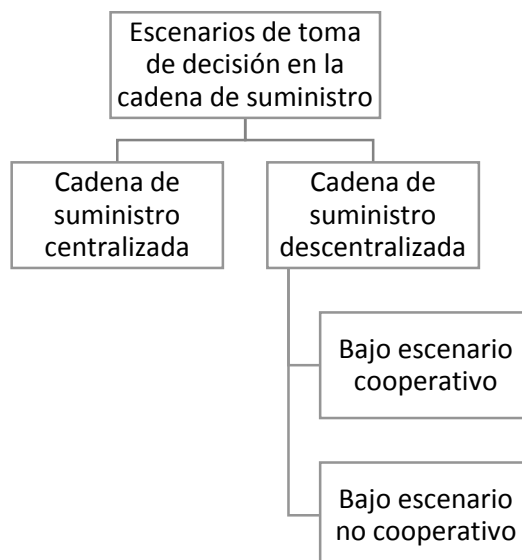 Escenarios de toma
de decisión en la
cadena de suministro
Cadena de
suministro
centralizada
Cadena de
suministro
descentralizada
Bajo escenario
cooperativo
Bajo escenario
no cooperativo